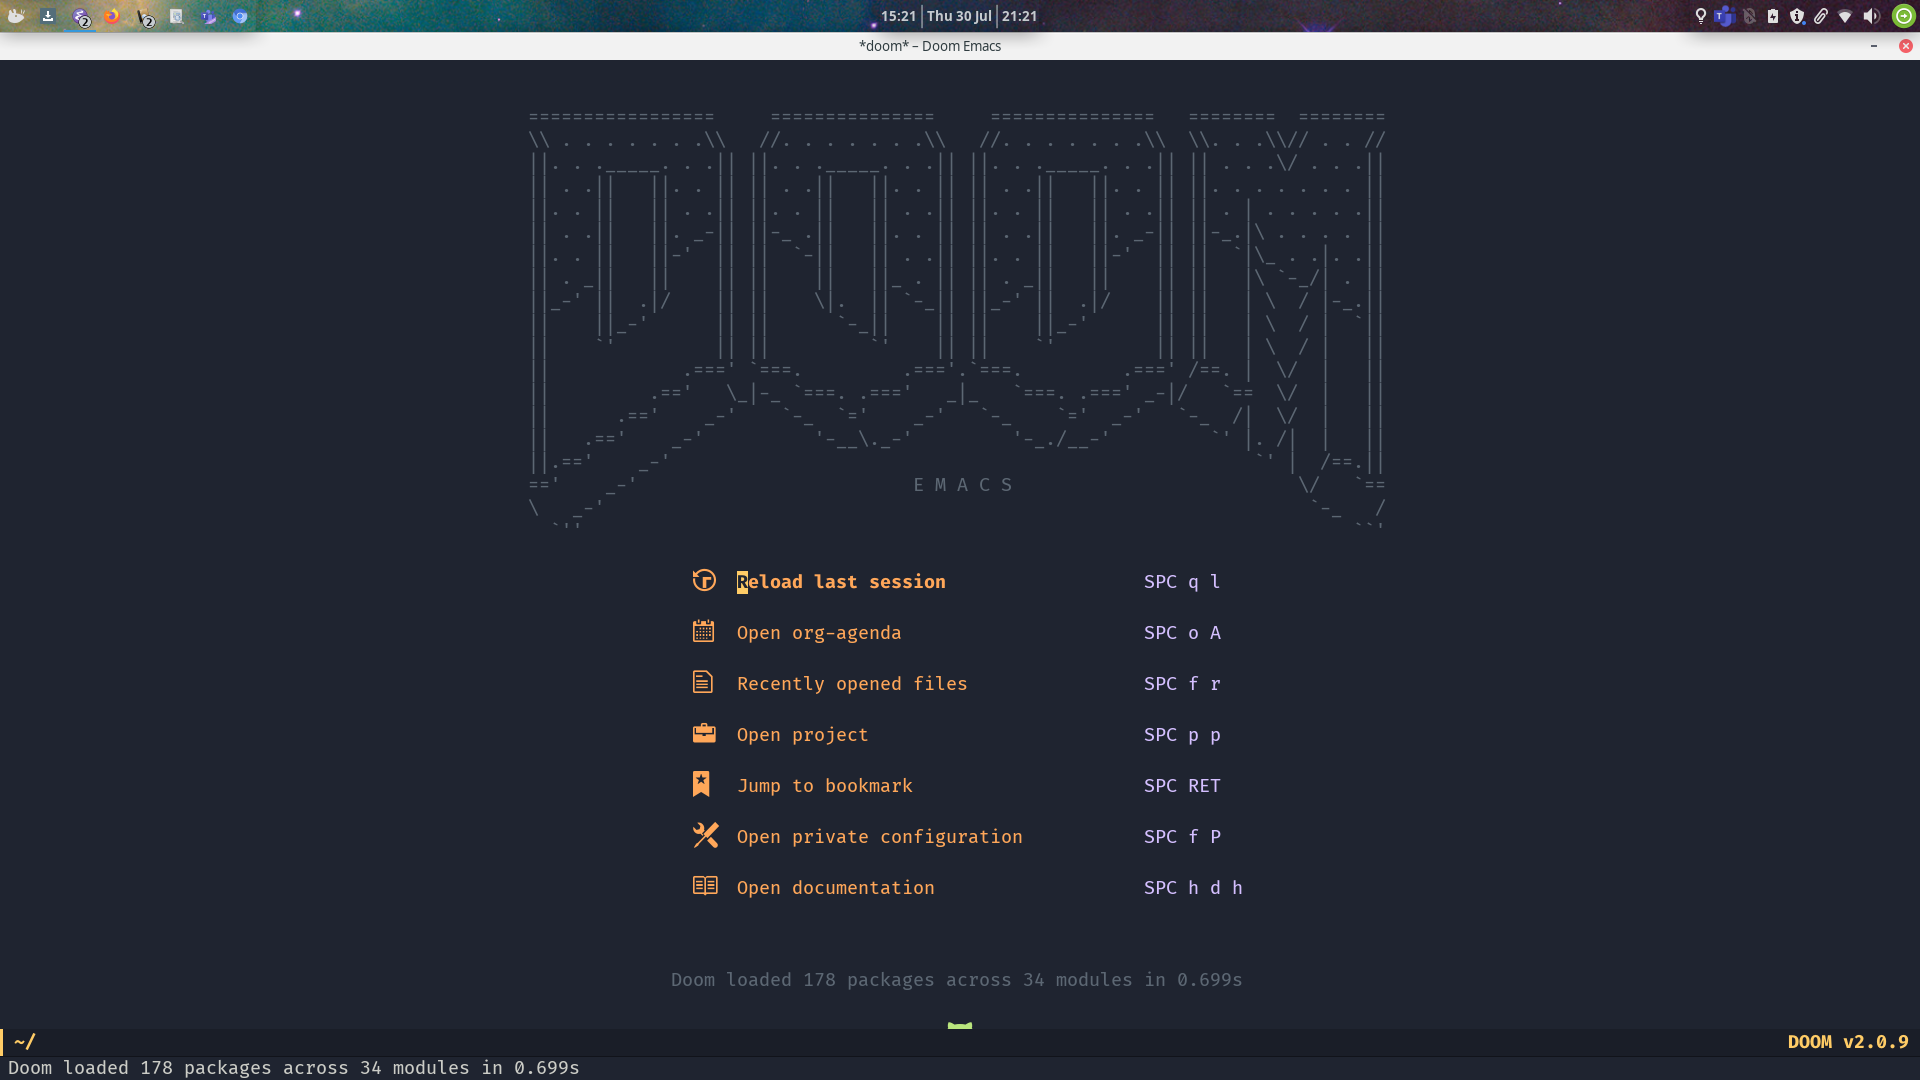 2
2
15:21 | Thu 30 Jul | 21:21
*doom* – Doom Emacs
E M A C S
Reload last session SPC q l
Open org-agenda SPC o A
Recently opened files SPC f r
Open project SPC p p
Jump to bookmark SPC RET
Open private configuration SPC f P
Open documentation SPC h d h
Doom loaded 178 packages across 34 modules in 0.699s
~/ DOOM v2.0.9
Doom loaded 178 packages across 34 modules in 0.699s